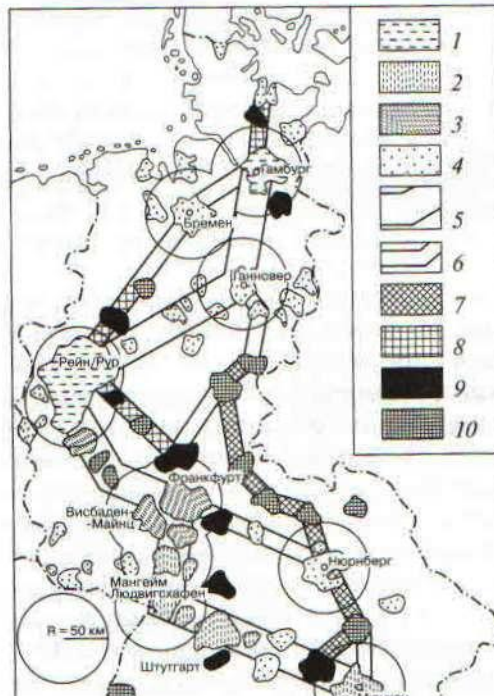 1
2
3
4
5
6
7
8
9
10
Гамбург
Бремен
Ганновер
Рейн/Рур
Франкфурт
Висбаден-
-Майнц
Мангейм
Людвигсхафен
Нюрнберг
Штутгарт
R = 50 км